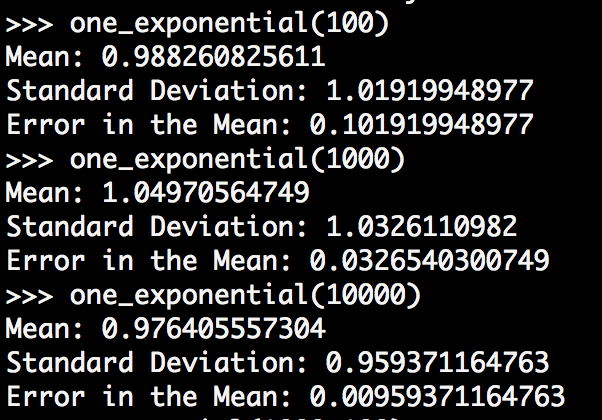 >>> one_exponential(100)
Mean: 0.988260825611
Standard Deviation: 1.01919948977
Error in the Mean: 0.101919948977
>>> one_exponential(1000)
Mean: 1.04970564749
Standard Deviation: 1.0326110982
Error in the Mean: 0.0326540300749
>>> one_exponential(10000)
Mean: 0.976405557304
Standard Deviation: 0.959371164763
Error in the Mean: 0.00959371164763